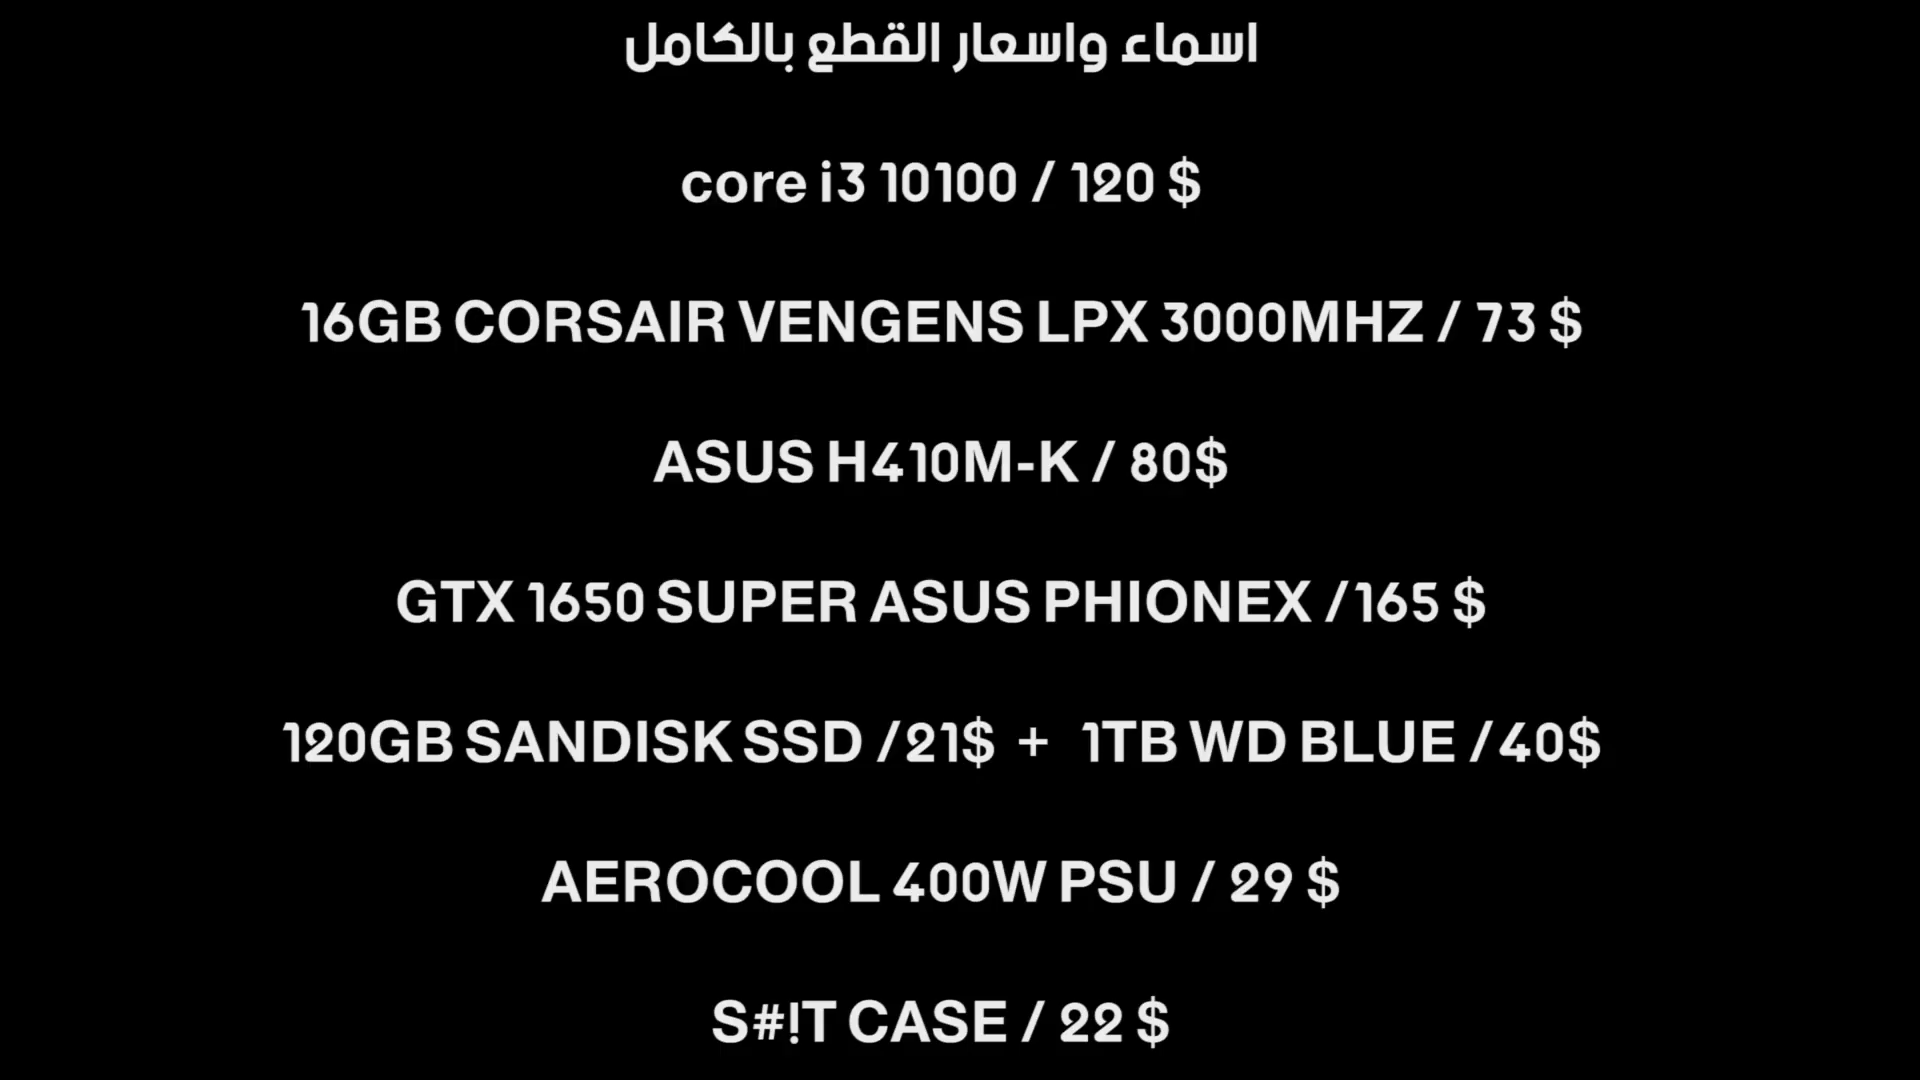 اسماء واسعار القطع بالكامل
core i3 10100 / 120 $
16GB CORSAIR VENGENS LPX 3000MHZ / 73 $
ASUS H410M-K / 80$
GTX 1650 SUPER ASUS PHIONEX /165 $
120GB SANDISK SSD /21$ + 1TB WD BLUE /40$
AEROCOOL 400W PSU / 29 $
S#!T CASE / 22 $